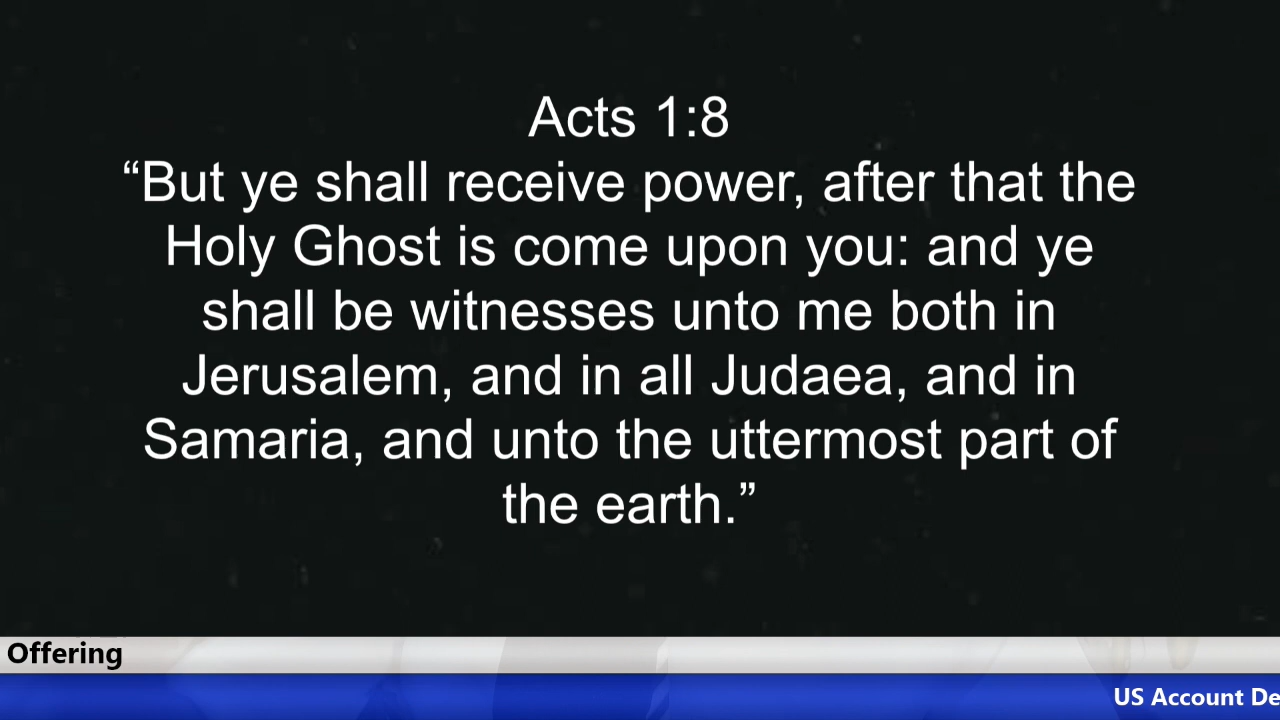 Acts 1:8
“But ye shall receive power, after that the
Holy Ghost is come upon you: and ye
shall be witnesses unto me both in
Jerusalem, and in all Judaea, and in
Samaria, and unto the uttermost part of
the earth.”
Offering
US Account De